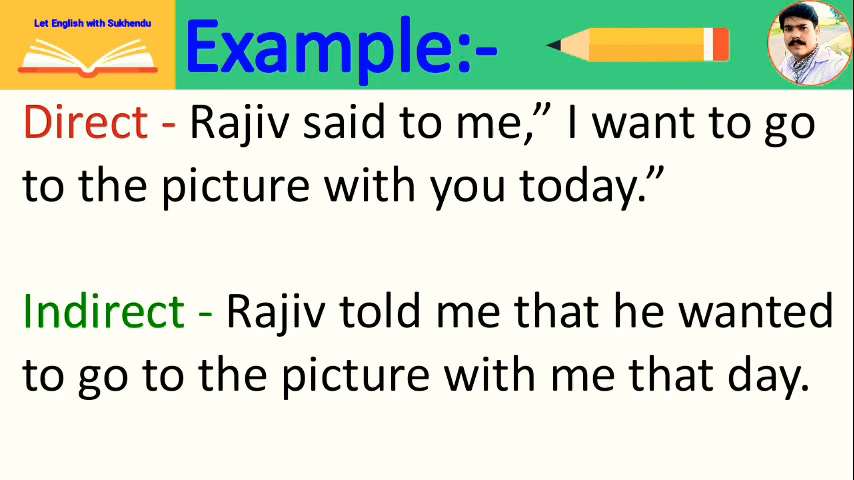 Let English with Sukhendu
Example:-
Direct - Rajiv said to me,” I want to go
to the picture with you today.”
Indirect - Rajiv told me that he wanted
to go to the picture with me that day.